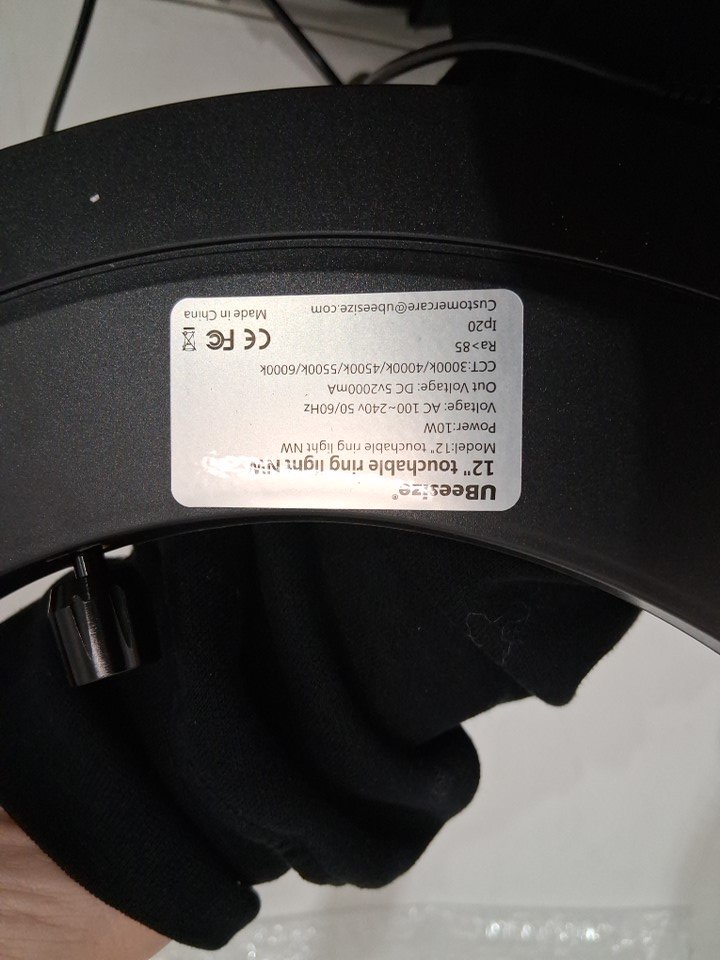 UBeesize®
12" touchable ring light NW
Model:12" touchable ring light NW
Power:10W
Voltage: AC 100~240v 50/60Hz
Out Voltage: DC 5v2000mA
CCT:3000k/4000k/4500k/5500k/6000k
Ra>85
Ip20
Customercare@ubeesize.com
CE FC
Made in China